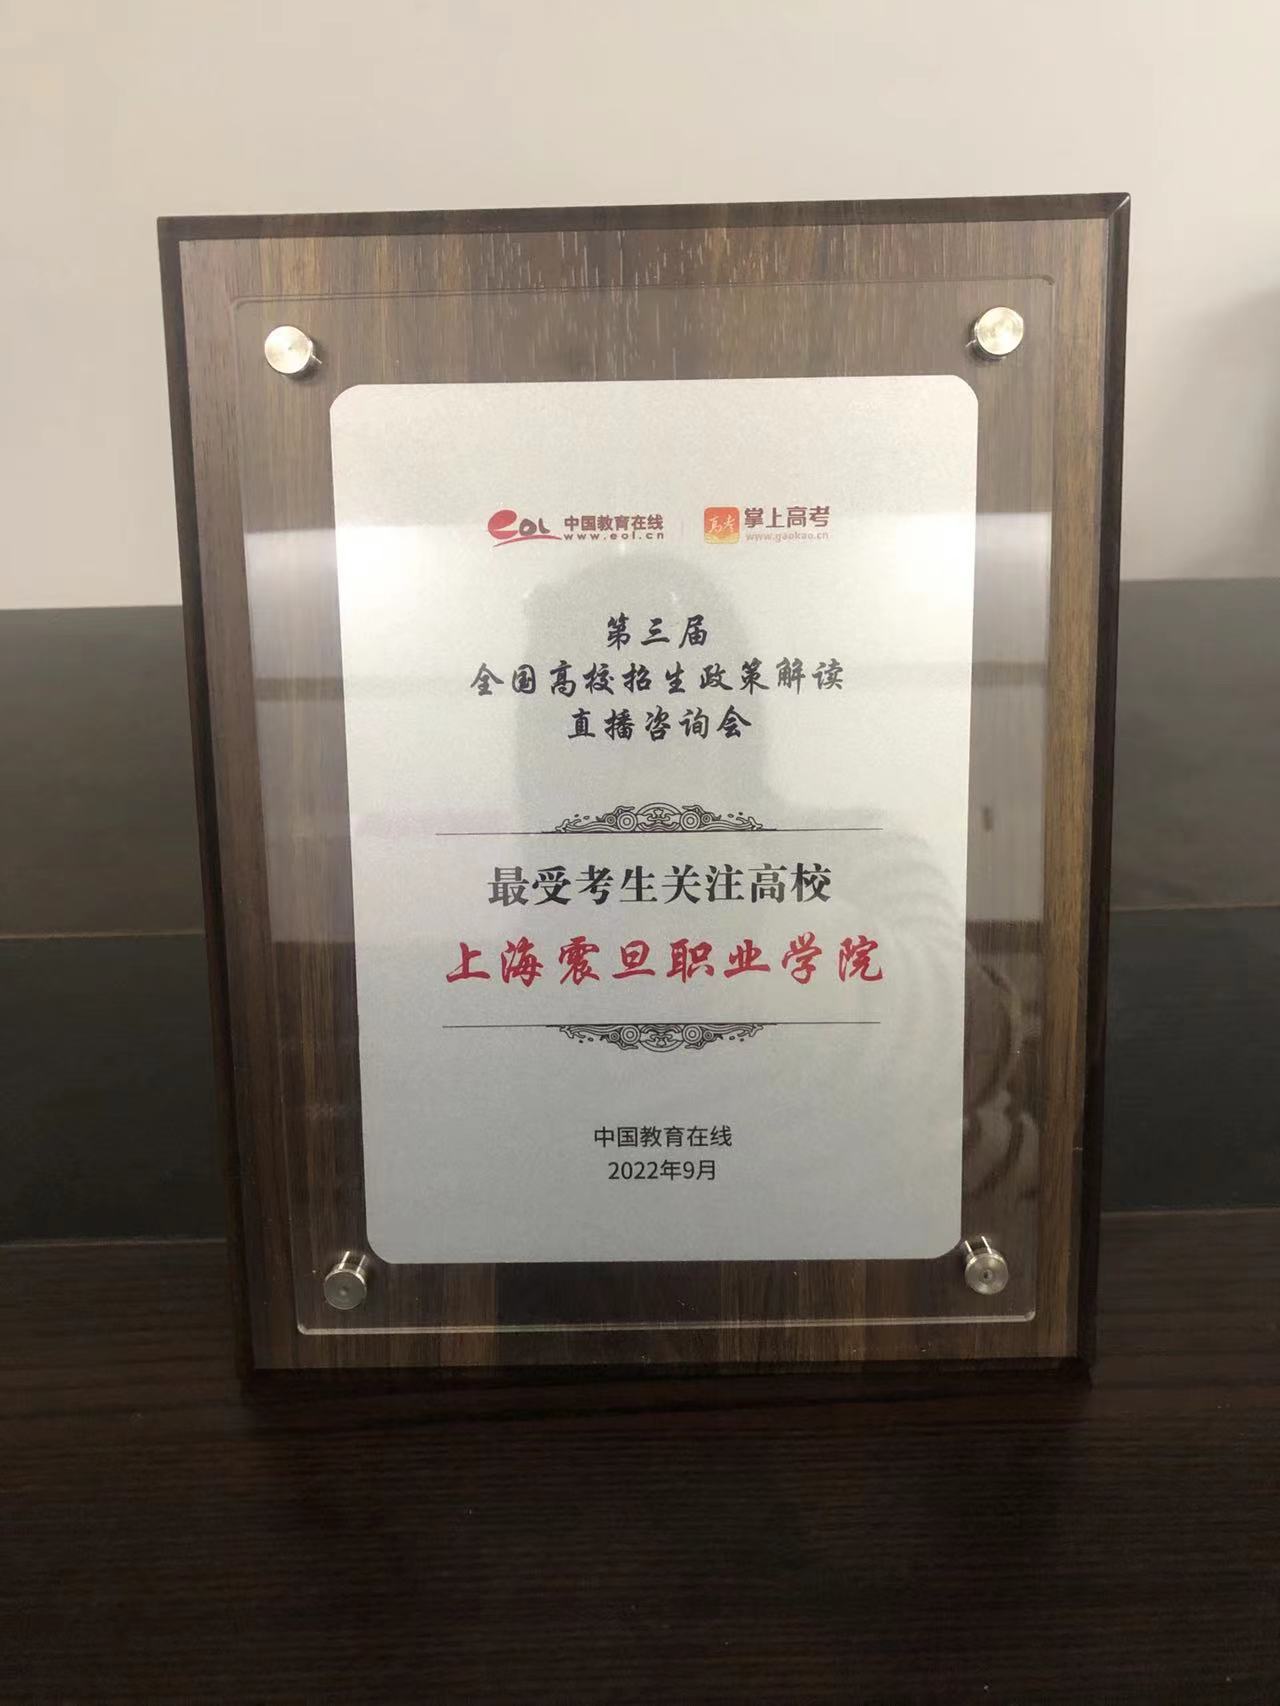 eol 中国教育在线
www.eol.cn
高考 掌上高考
www.gaokao.cn
第三届
全国高校招生政策解读
直播咨询会
最受考生关注高校
上海震旦职业学院
中国教育在线
2022年9月